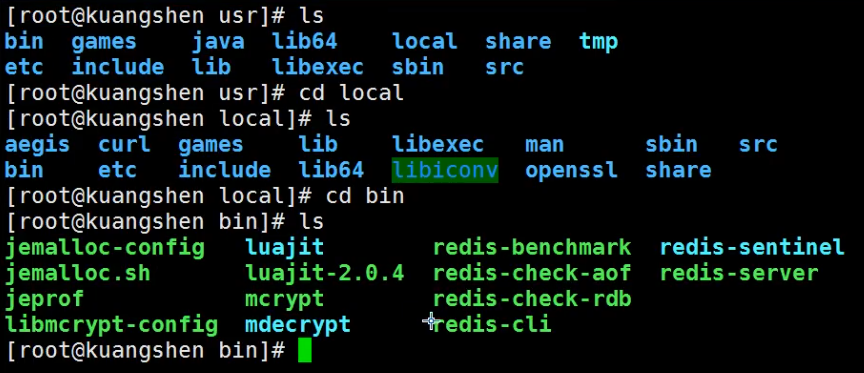 [root@kuangshen usr]# ls
bin  games    java  lib64    local  share  tmp
etc  include  lib   libexec  sbin   src
[root@kuangshen usr]# cd local
[root@kuangshen local]# ls
aegis  curl  games    lib    libexec   man      sbin   src
bin    etc   include  lib64  libiconv  openssl  share
[root@kuangshen local]# cd bin
[root@kuangshen bin]# ls
jemalloc-config   luajit        redis-benchmark  redis-sentinel
jemalloc.sh       luajit-2.0.4  redis-check-aof  redis-server
jeprof            mcrypt        redis-check-rdb
libmcrypt-config  mdecrypt      redis-cli
[root@kuangshen bin]#